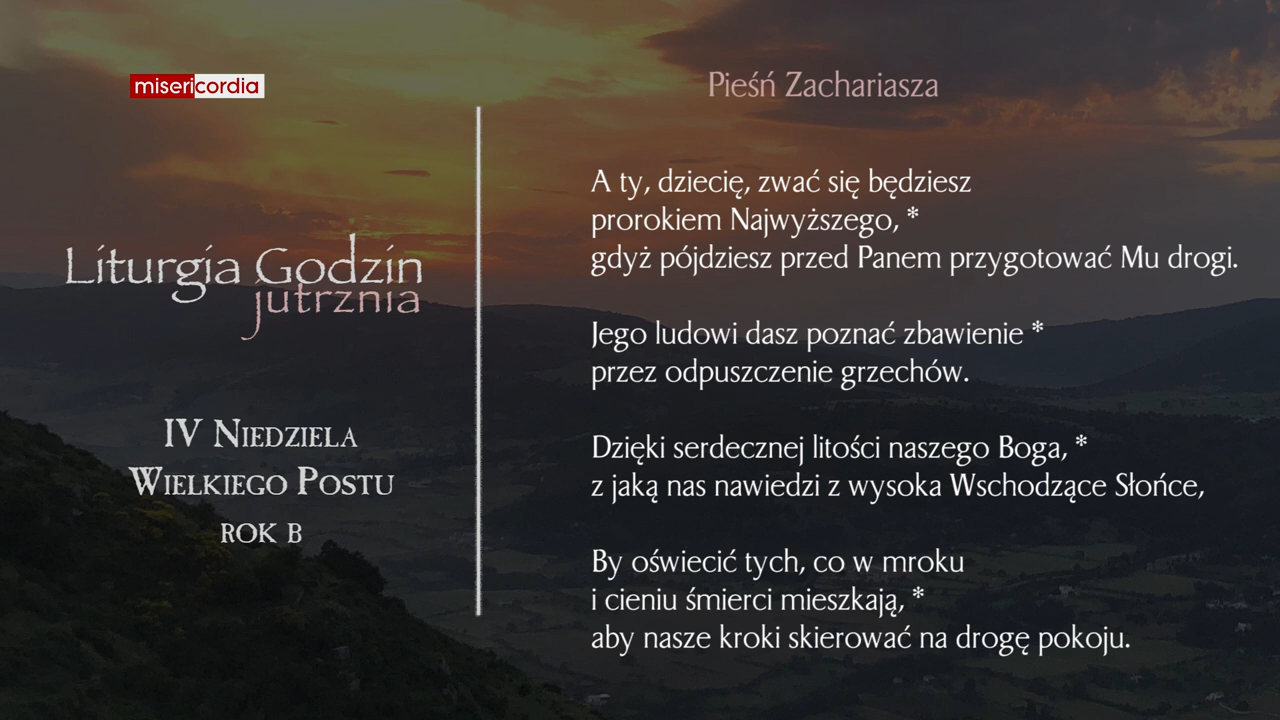 misericordia
Liturgia Godzin
jutrznia
IV Niedziela
Wielkiego Postu
rok B
Pieśń Zachariasza
A ty, dziecię, zwać się będziesz
prorokiem Najwyższego, *
gdyż pójdziesz przed Panem przygotować Mu drogi.
Jego ludowi dasz poznać zbawienie *
przez odpuszczenie grzechów.
Dzięki serdecznej litości naszego Boga, *
z jaką nas nawiedzi z wysoka Wschodzące Słońce,
By oświecić tych, co w mroku
i cieniu śmierci mieszkają, *
aby nasze kroki skierować na drogę pokoju.